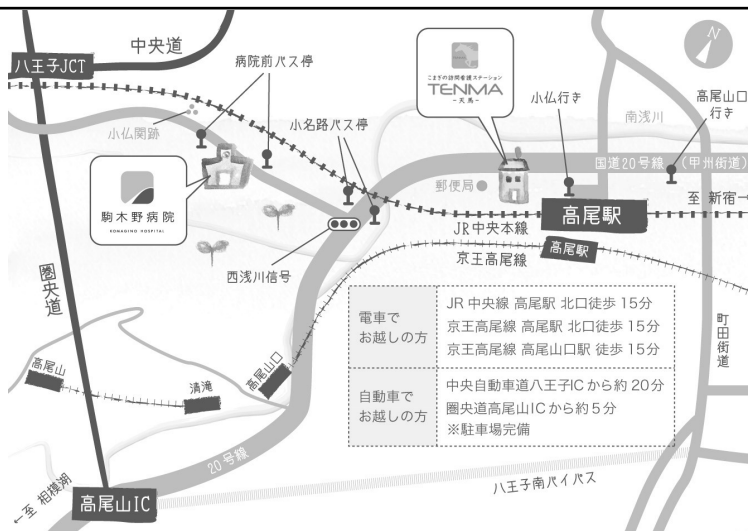 中央道
八王子JCT
病院前バス停
こまぎの訪問看護ステーション
TENMA
-天馬-
N
小仏関跡
小名路バス停
小仏行き
南浅川
高尾山口
行き
国道20号線 (甲州街道)
郵便局
駒木野病院
KOMAGINO HOSPITAL
至 新宿→
高尾駅
JR中央本線
西浅川信号
京王高尾線
高尾駅
圏央道
電車で
お越しの方
JR 中央線 高尾駅 北口徒歩 15分
京王高尾線 高尾駅 北口徒歩 15分
京王高尾線 高尾山口駅 徒歩 15分
自動車で
お越しの方
中央自動車道八王子ICから約20分
圏央道高尾山ICから約5分
※駐車場完備
町田街道
高尾山
清滝
高尾山口
20号線
←至 相模湖
高尾山IC
八王子南バイパス